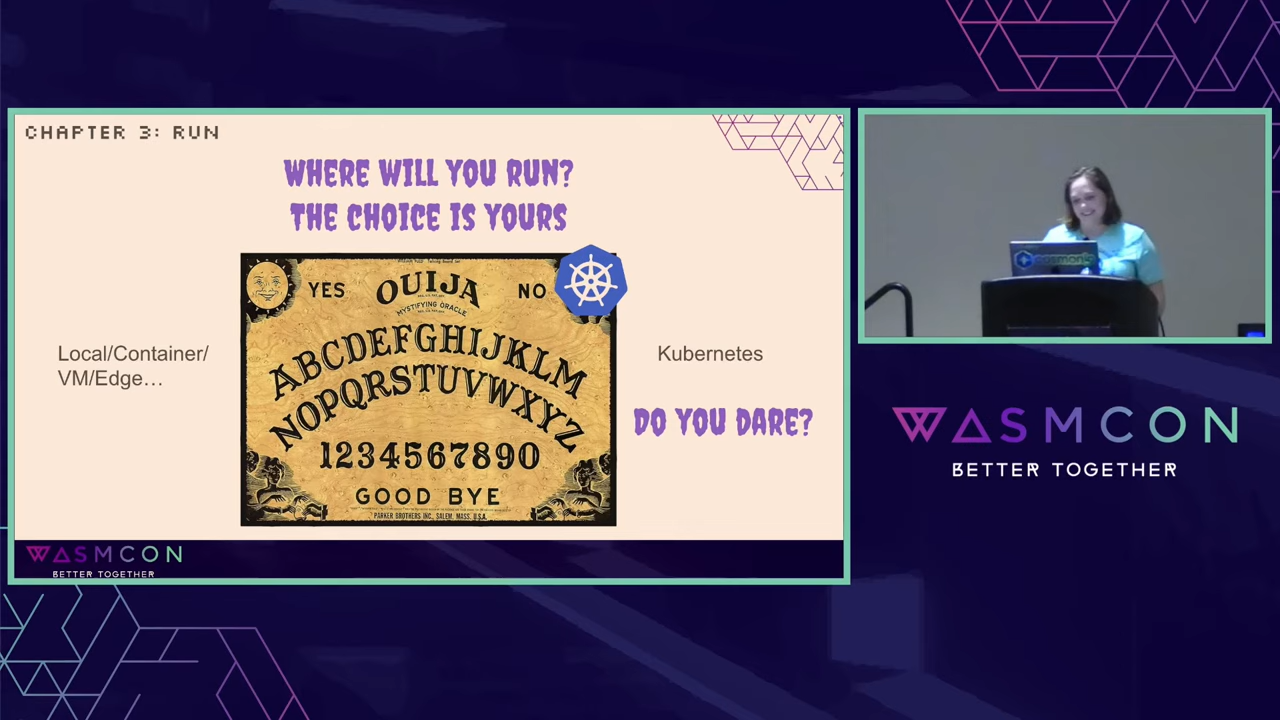 CHAPTER 3: RUN
WHERE WILL YOU RUN?
THE CHOICE IS YOURS
YES
OUIJA
NO
MYSTIFYING ORACLE
ABCDEFGHIJKLM
NOPQRSTUVWXYZ
1234567890
GOOD BYE
PARKER BROTHERS INC. SALEM, MASS. U.S.A.
Local/Container/
VM/Edge…
Kubernetes
DO YOU DARE?
WASMCON
BETTER TOGETHER
cosmonic
WASMCON
BETTER TOGETHER